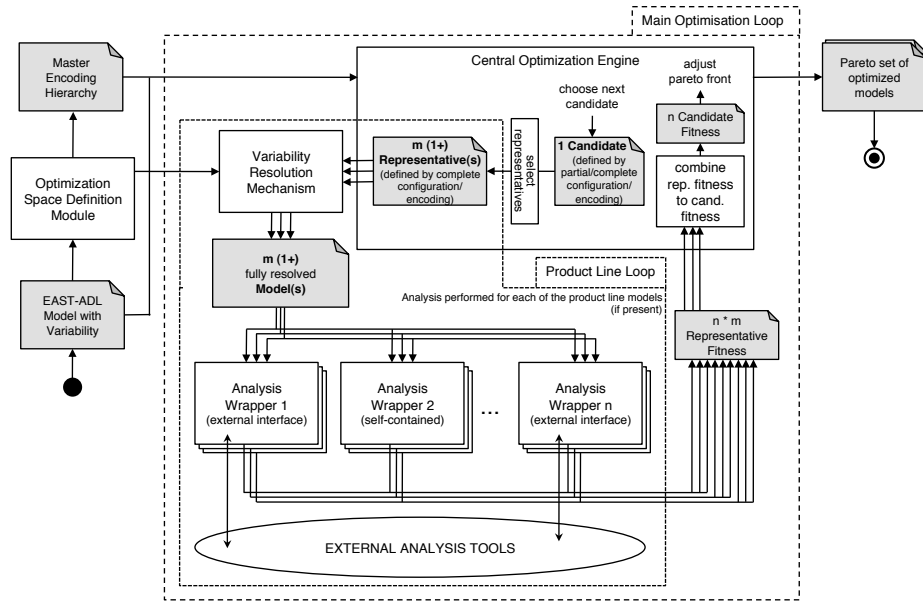 Main Optimisation Loop
Master
Encoding
Hierarchy
Central Optimization Engine
adjust
pareto front
Pareto set of
optimized
models
choose next
candidate
n Candidate
Fitness
Optimization
Space Definition
Module
Variability
Resolution
Mechanism
m (1+)
Representative(s)
(defined by complete
configuration/
encoding)
select
representatives
1 Candidate
(defined by
partial/complete
configuration/
encoding)
combine
rep. fitness
to cand.
fitness
m (1+)
fully resolved
Model(s)
Product Line Loop
Analysis performed for each of the product line models
(if present)
EAST-ADL
Model with
Variability
n * m
Representative
Fitness
Analysis
Wrapper 1
(external interface)
Analysis
Wrapper 2
(self-contained)
...
Analysis
Wrapper n
(external interface)
EXTERNAL ANALYSIS TOOLS